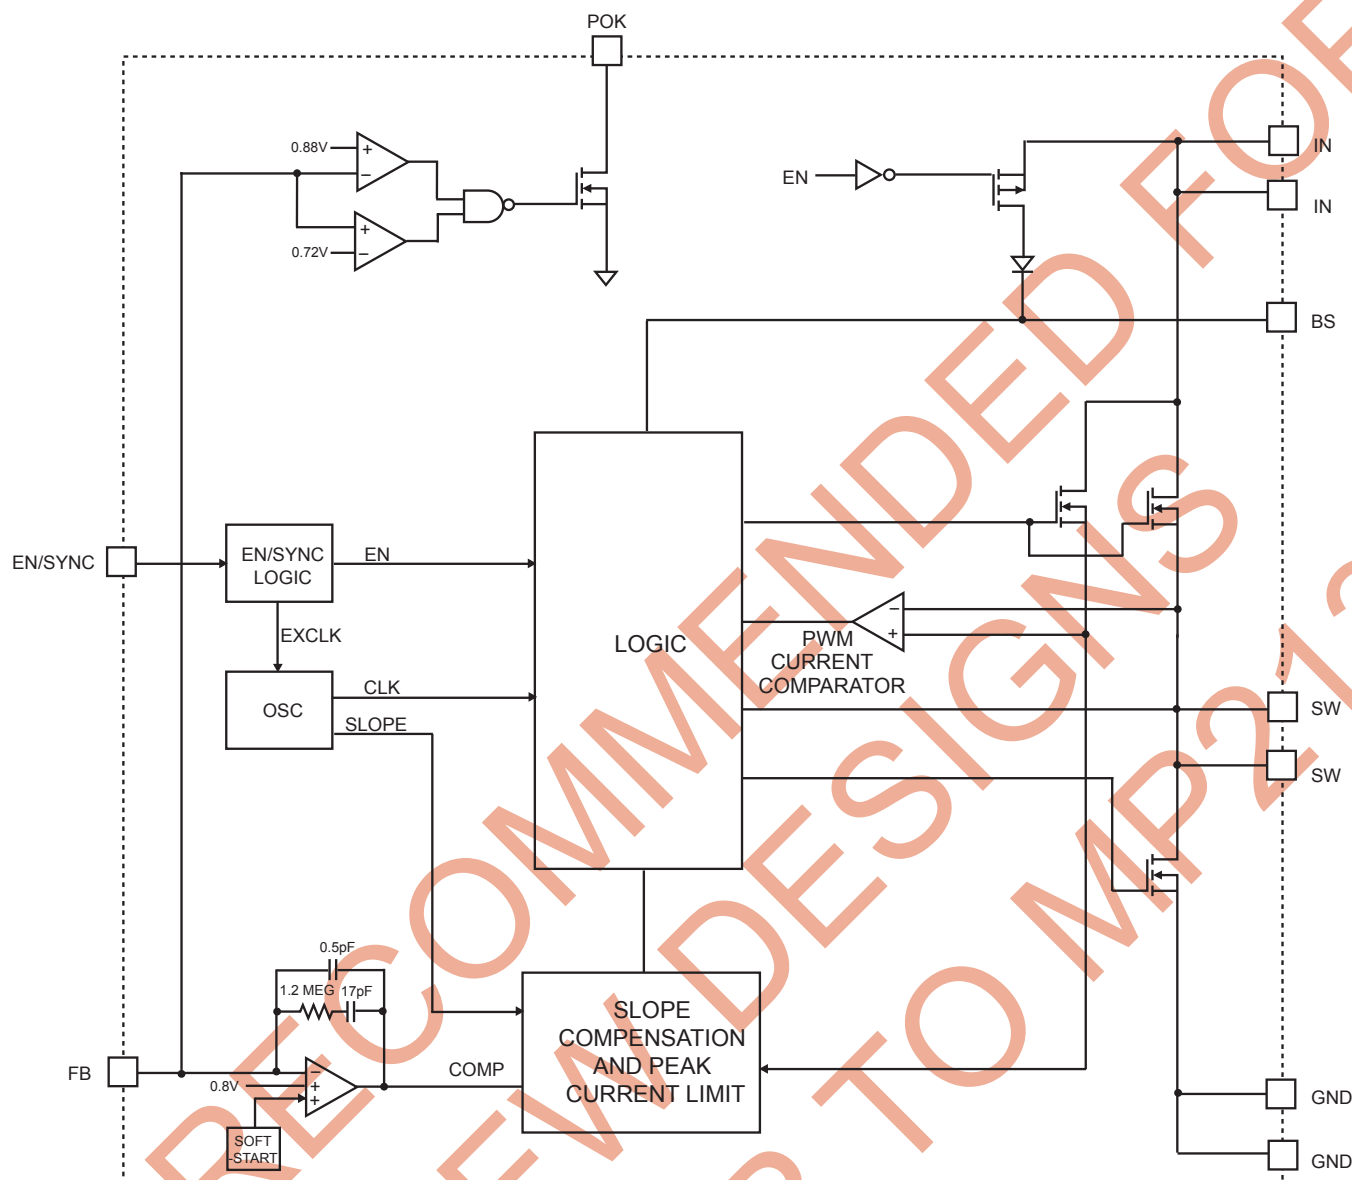 POK
0.88V
0.72V
EN
IN
IN
BS
EN/SYNC
EN/SYNC
LOGIC
EN
EXCLK
OSC
CLK
SLOPE
LOGIC
PWM
CURRENT
COMPARATOR
SW
SW
0.5pF
1.2 MEG
17pF
FB
0.8V
SOFT
-START
COMP
SLOPE
COMPENSATION
AND PEAK
CURRENT LIMIT
GND
GND
+
−
+
−
−
+
−
+
+
RECOMMENDED FOR
EW DESIGNS
TO MP21